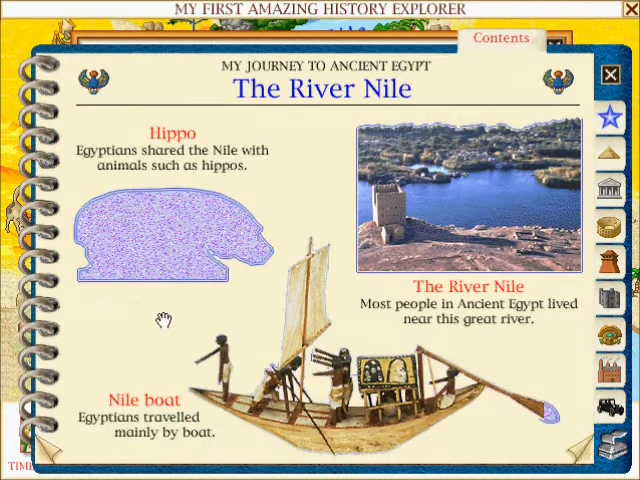 MY FIRST AMAZING HISTORY EXPLORER
Contents
MY JOURNEY TO ANCIENT EGYPT
The River Nile
Hippo
Egyptians shared the Nile with
animals such as hippos.
The River Nile
Most people in Ancient Egypt lived
near this great river.
Nile boat
Egyptians travelled
mainly by boat.